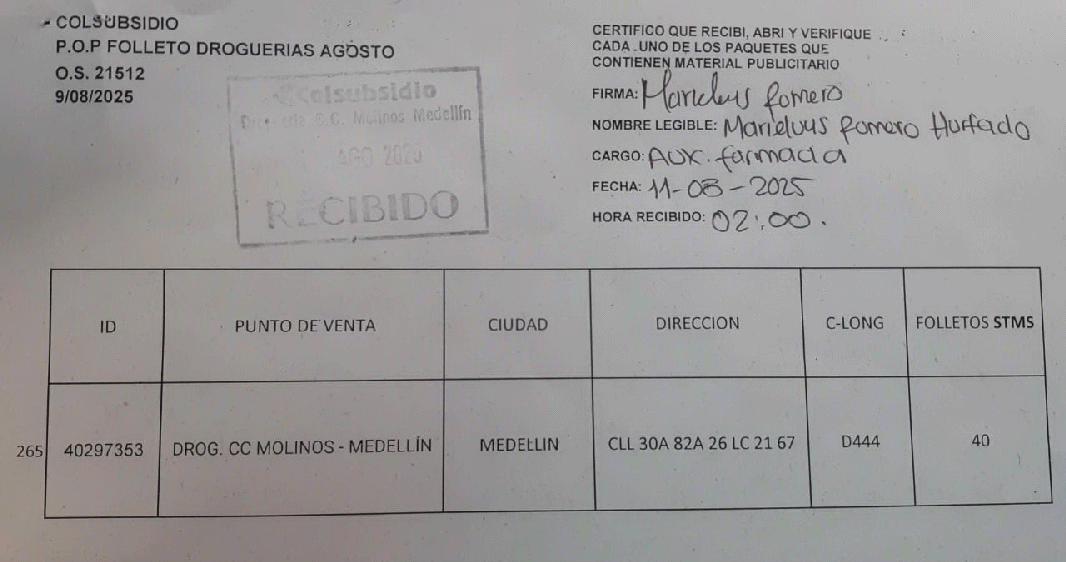 COLSUBSIDIO
P.O.P FOLLETO DROGUERIAS AGOSTO
O.S. 21512
9/08/2025
Colsubsidio
C.C. Molinos Medellín
AGO 2025
RECIBIDO
CERTIFICO QUE RECIBI, ABRI Y VERIFIQUE
CADA UNO DE LOS PAQUETES QUE
CONTIENEN MATERIAL PUBLICITARIO
FIRMA: Marieluys Romero
NOMBRE LEGIBLE: Marieluys Romero Hurtado
CARGO: Aux. farmacia
FECHA: 11-08-2025
HORA RECIBIDO: 02:00.
ID PUNTO DE VENTA CIUDAD DIRECCION C-LONG FOLLETOS STMS
265 40297353 DROG. CC MOLINOS - MEDELLÍN MEDELLIN CLL 30A 82A 26 LC 21 67 D444 40